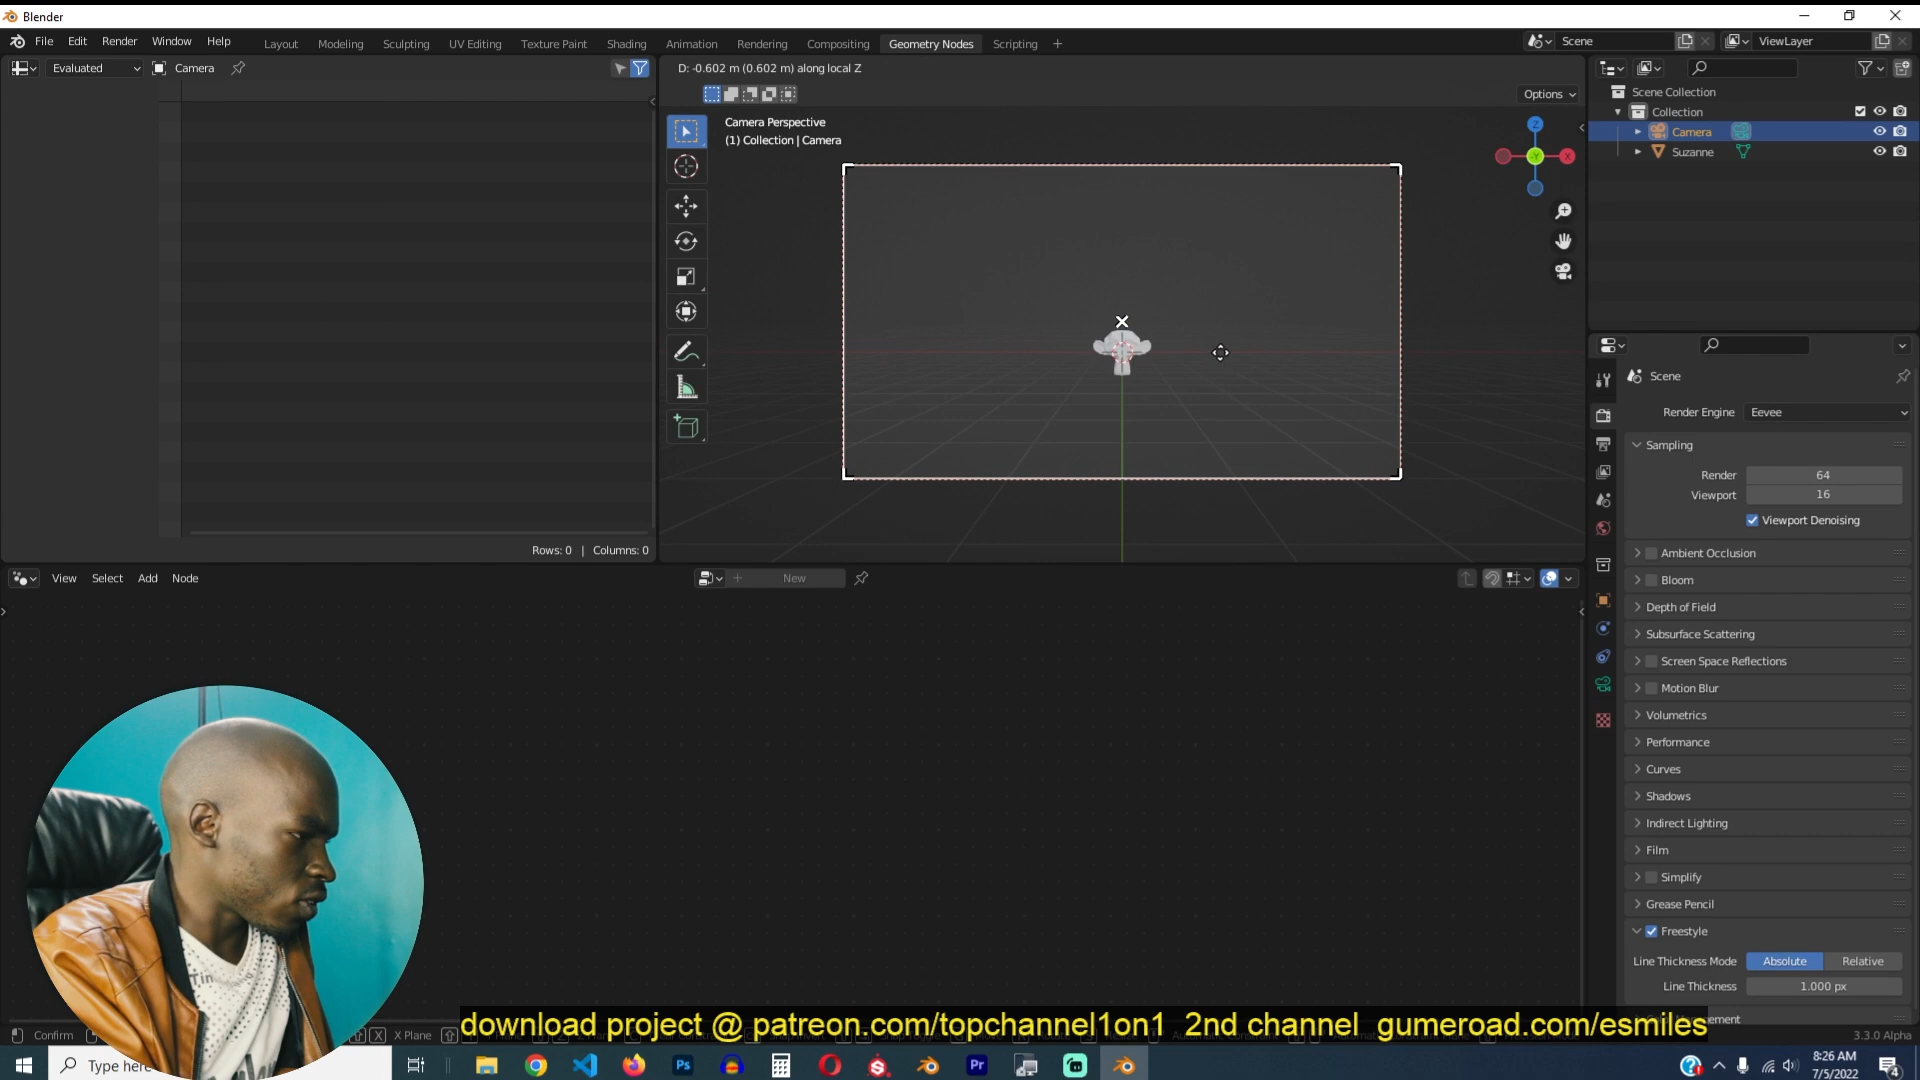 Blender
File Edit Render Window Help
Layout Modeling Sculpting UV Editing Texture Paint Shading Animation Rendering Compositing Geometry Nodes Scripting +
Scene
ViewLayer
Evaluated
Camera
D: -0.602 m (0.602 m) along local Z
Options
Camera Perspective
(1) Collection | Camera
Z
X
-Y
Rows: 0 | Columns: 0
Scene Collection
Collection
Camera
Suzanne
Scene
Render Engine Eevee
Sampling
Render 64
Viewport 16
Viewport Denoising
Ambient Occlusion
Bloom
Depth of Field
Subsurface Scattering
Screen Space Reflections
Motion Blur
Volumetrics
Performance
Curves
Shadows
Indirect Lighting
Film
Simplify
Grease Pencil
Freestyle
Line Thickness Mode Absolute Relative
Line Thickness 1.000 px
View Select Add Node
New
Confirm
X X Plane
3.3.0 Alpha
download project @ patreon.com/topchannel1on1 2nd channel gumeroad.com/esmiles
Type here
Ps
Pr
8:26 AM
7/5/2022
4